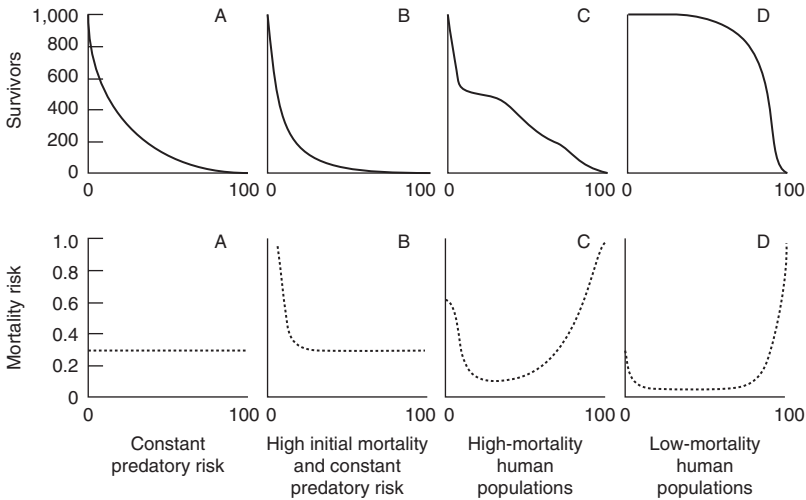 A B C D
1,000
800
600
400
200
0
Survivors
0 100 0 100 0 100 0 100
A B C D
1.0
0.8
0.6
0.4
0.2
0
Mortality risk
0 100 0 100 0 100 0 100
Constant
predatory risk
High initial mortality
and constant
predatory risk
High-mortality
human
populations
Low-mortality
human
populations